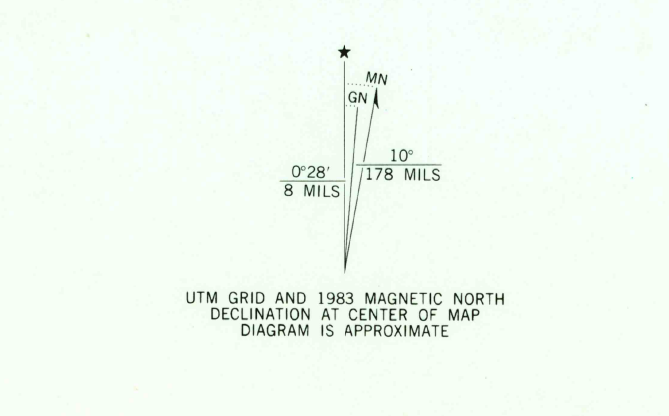 ★
MN
GN
0°28'
8 MILS
10°
178 MILS
UTM GRID AND 1983 MAGNETIC NORTH
DECLINATION AT CENTER OF MAP
DIAGRAM IS APPROXIMATE